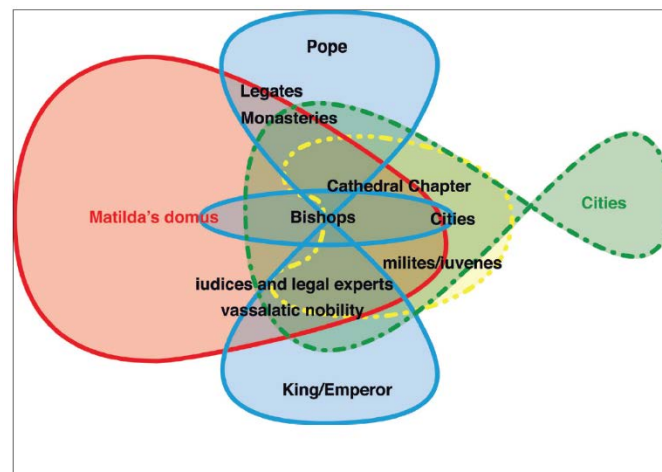 Pope
Legates
Monasteries
Cathedral Chapter
Matilda's domus
Bishops
Cities
Cities
milites/iuvenes
iudices and legal experts
vassalatic nobility
King/Emperor